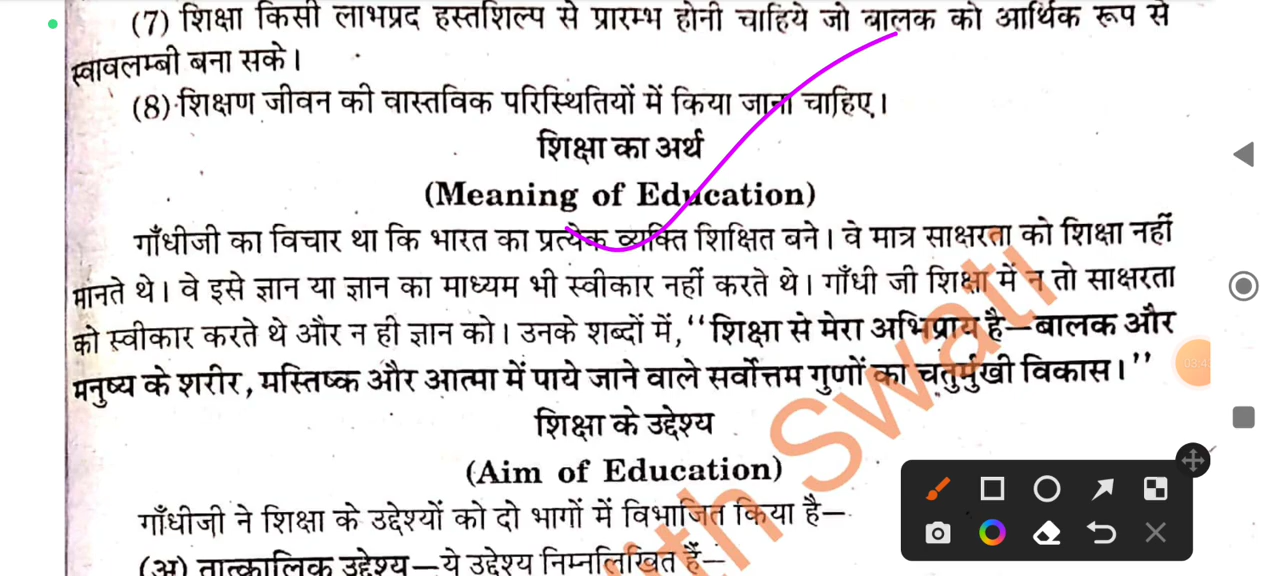 (7) शिक्षा किसी लाभप्रद हस्तशिल्प से प्रारम्भ होनी चाहिये जो बालक को आर्थिक रूप से
स्वावलम्बी बना सके।
(8) शिक्षण जीवन की वास्तविक परिस्थितियों में किया जाना चाहिए।
शिक्षा का अर्थ
(Meaning of Education)
गाँधीजी का विचार था कि भारत का प्रत्येक व्यक्ति शिक्षित बने। वे मात्र साक्षरता को शिक्षा नहीं
मानते थे। वे इसे ज्ञान या ज्ञान का माध्यम भी स्वीकार नहीं करते थे। गाँधी जी शिक्षा में न तो साक्षरता
को स्वीकार करते थे और न ही ज्ञान को। उनके शब्दों में, "शिक्षा से मेरा अभिप्राय है—बालक और
मनुष्य के शरीर, मस्तिष्क और आत्मा में पाये जाने वाले सर्वोत्तम गुणों का चतुर्मुखी विकास।"
शिक्षा के उद्देश्य
(Aim of Education)
गाँधीजी ने शिक्षा के उद्देश्यों को दो भागों में विभाजित किया है—
(अ) तात्कालिक उद्देश्य—ये उद्देश्य निम्नलिखित हैं—
ith Swati